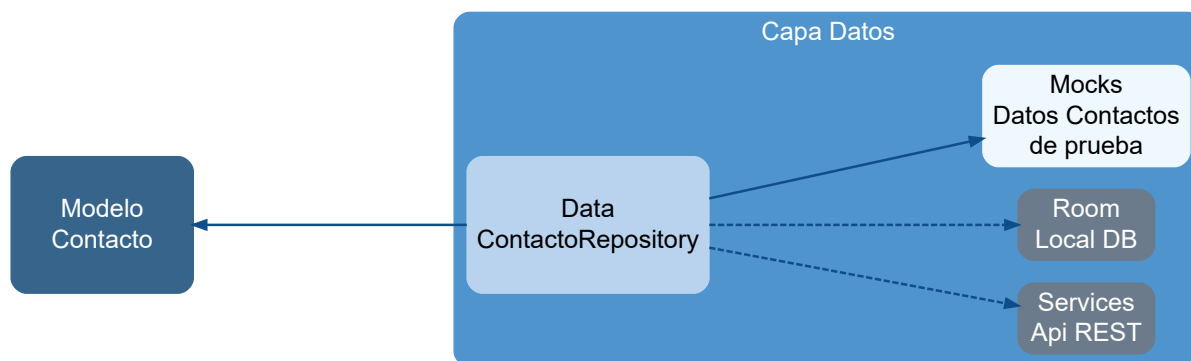 Capa Datos
Mocks
Datos Contactos
de prueba
Modelo
Contacto
Data
ContactoRepository
Room
Local DB
Services
Api REST